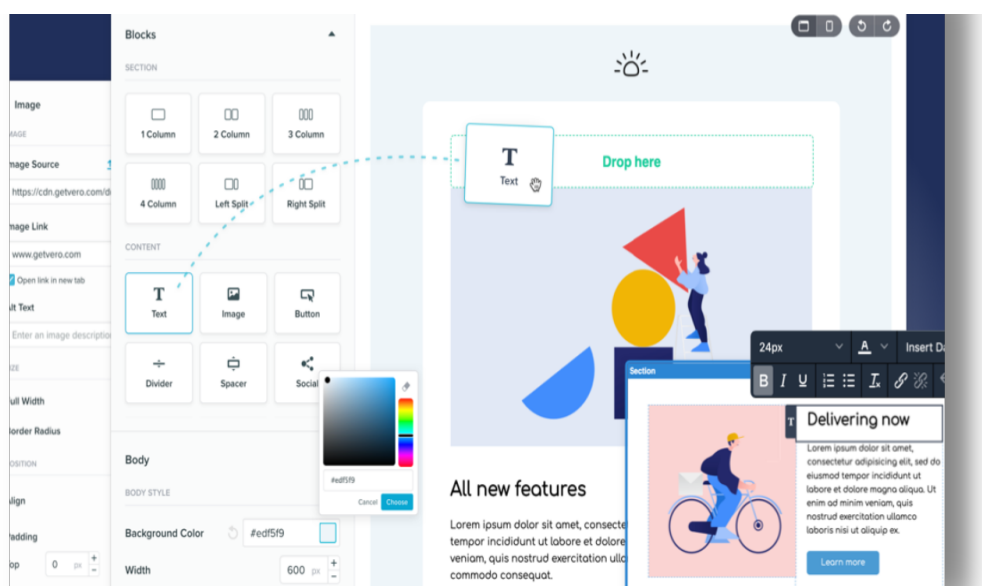 Image
MAGE
mage Source
https://cdn.getvero.com/d
mage Link
www.getvero.com
Open link in new tab
lt Text
Enter an image descriptio
IZE
ull Width
order Radius
OSITION
lign
adding
op
0 px + −
Blocks
SECTION
1 Column
2 Column
3 Column
4 Column
Left Split
Right Split
CONTENT
T
Text
Image
Button
Divider
Spacer
Social
#edf5f9
Cancel Choose
Body
BODY STYLE
Background Color
#edf5f9
Width
600 px + −
T
Text
Drop here
All new features
Lorem ipsum dolor sit amet, consecte
tempor incididunt ut labore et dolore
veniam, quis nostrud exercitation ulla
commodo consequat.
Section
24px A Insert Da
B I U T
T
Delivering now
Lorem ipsum dolor sit amet,
consectetur adipisicing elit, sed do
eiusmod tempor incididunt ut
labore et dolore magna aliqua. Ut
enim ad minim veniam, quis
nostrud exercitation ullamco
laboris nisi ut aliquip ex.
Learn more